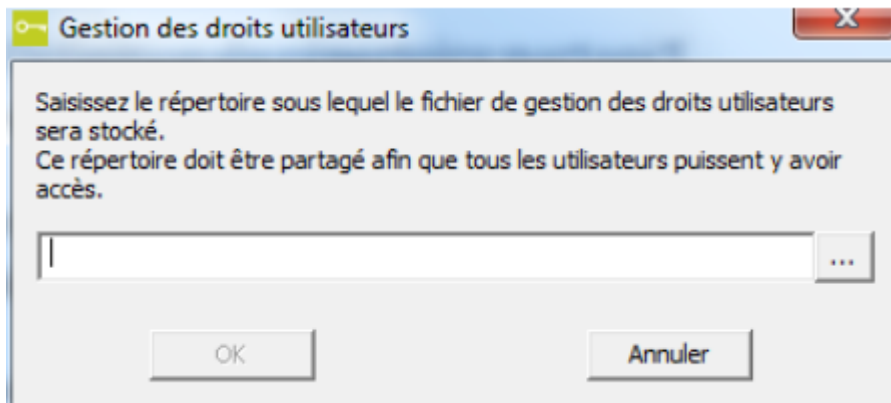 Gestion des droits utilisateurs
Saisissez le répertoire sous lequel le fichier de gestion des droits utilisateurs
sera stocké.
Ce répertoire doit être partagé afin que tous les utilisateurs puissent y avoir
accès.
...
OK
Annuler